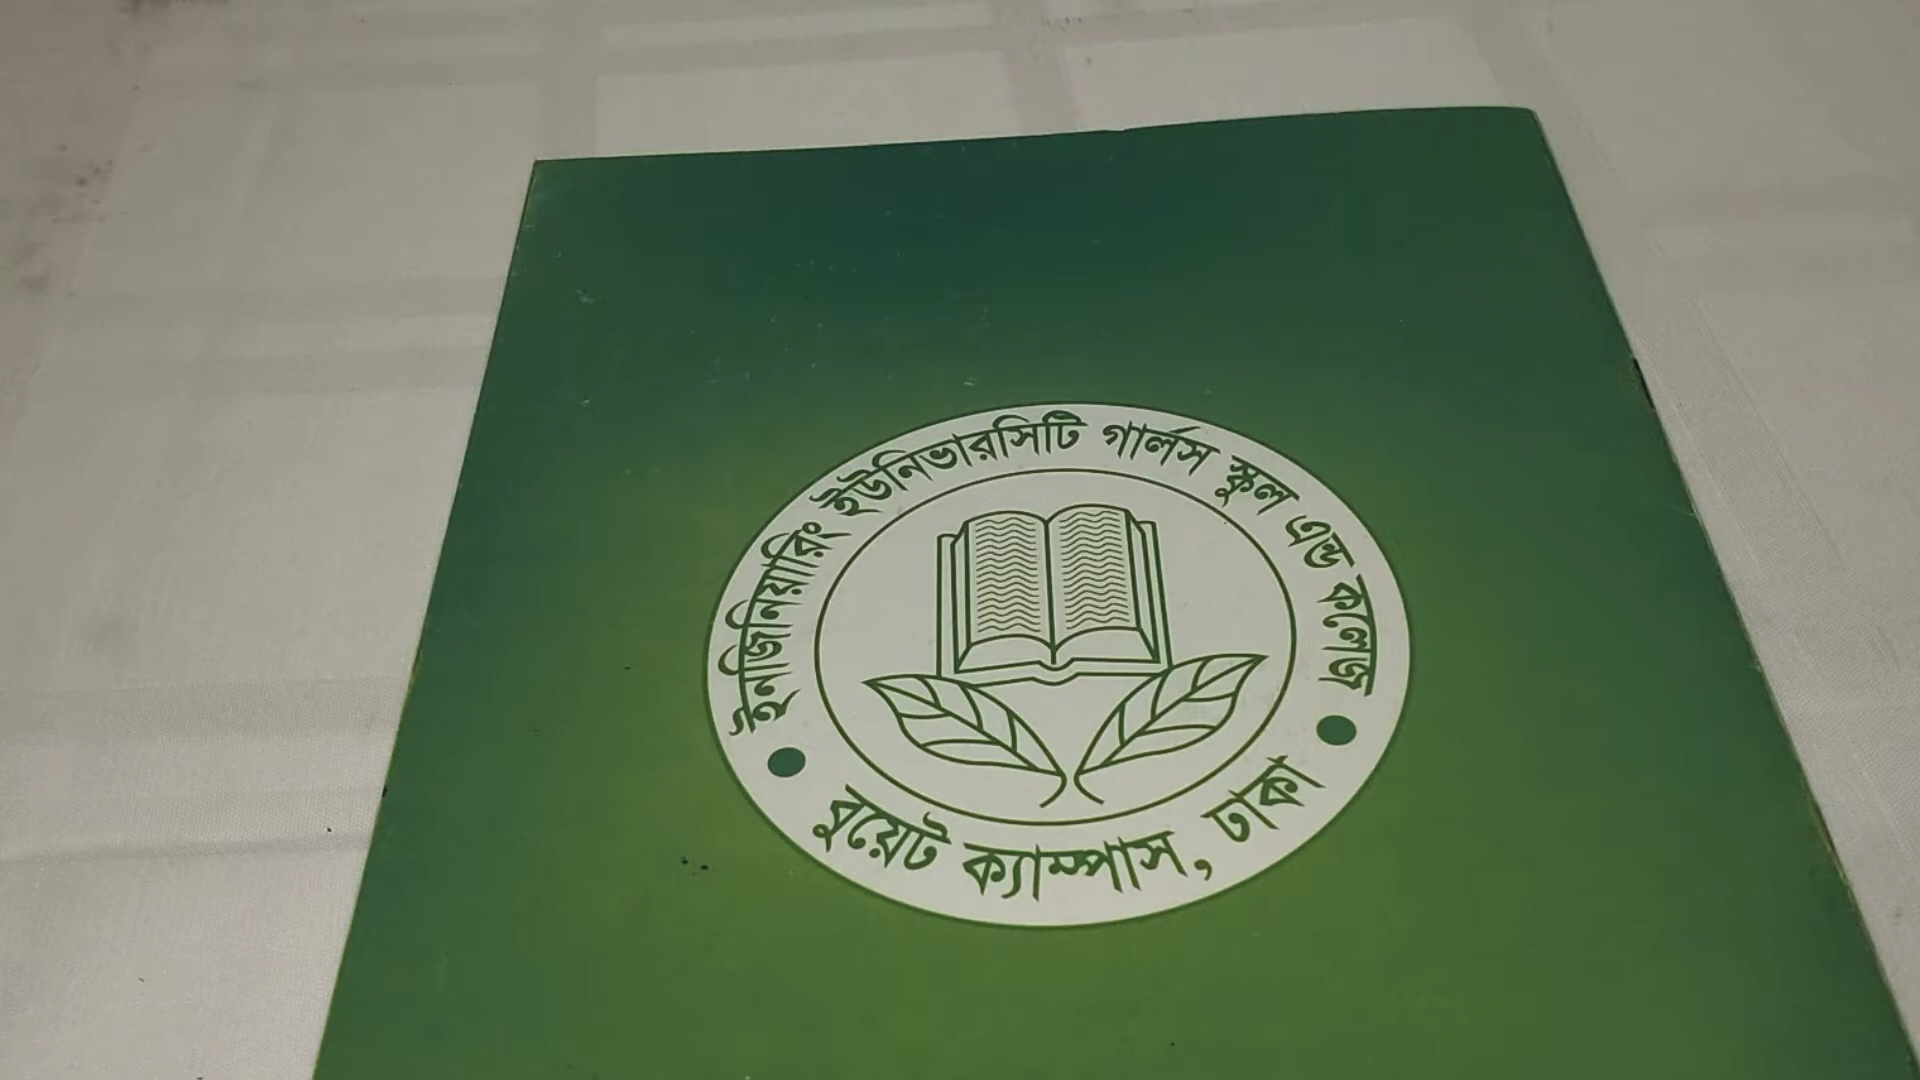 ইনজিনিয়ারিং ইউনিভারসিটি গার্লস স্কুল এন্ড কলেজ
বুয়েট ক্যাম্পাস, ঢাকা